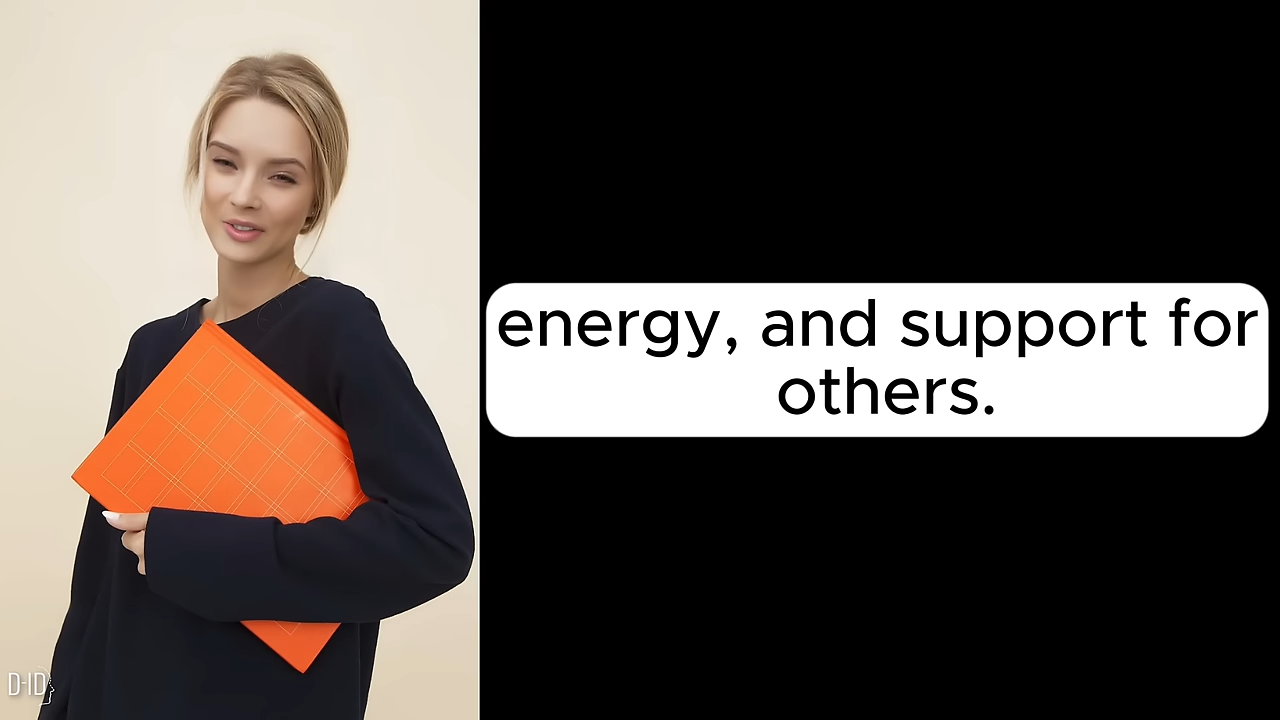 energy, and support for
others.
D-ID